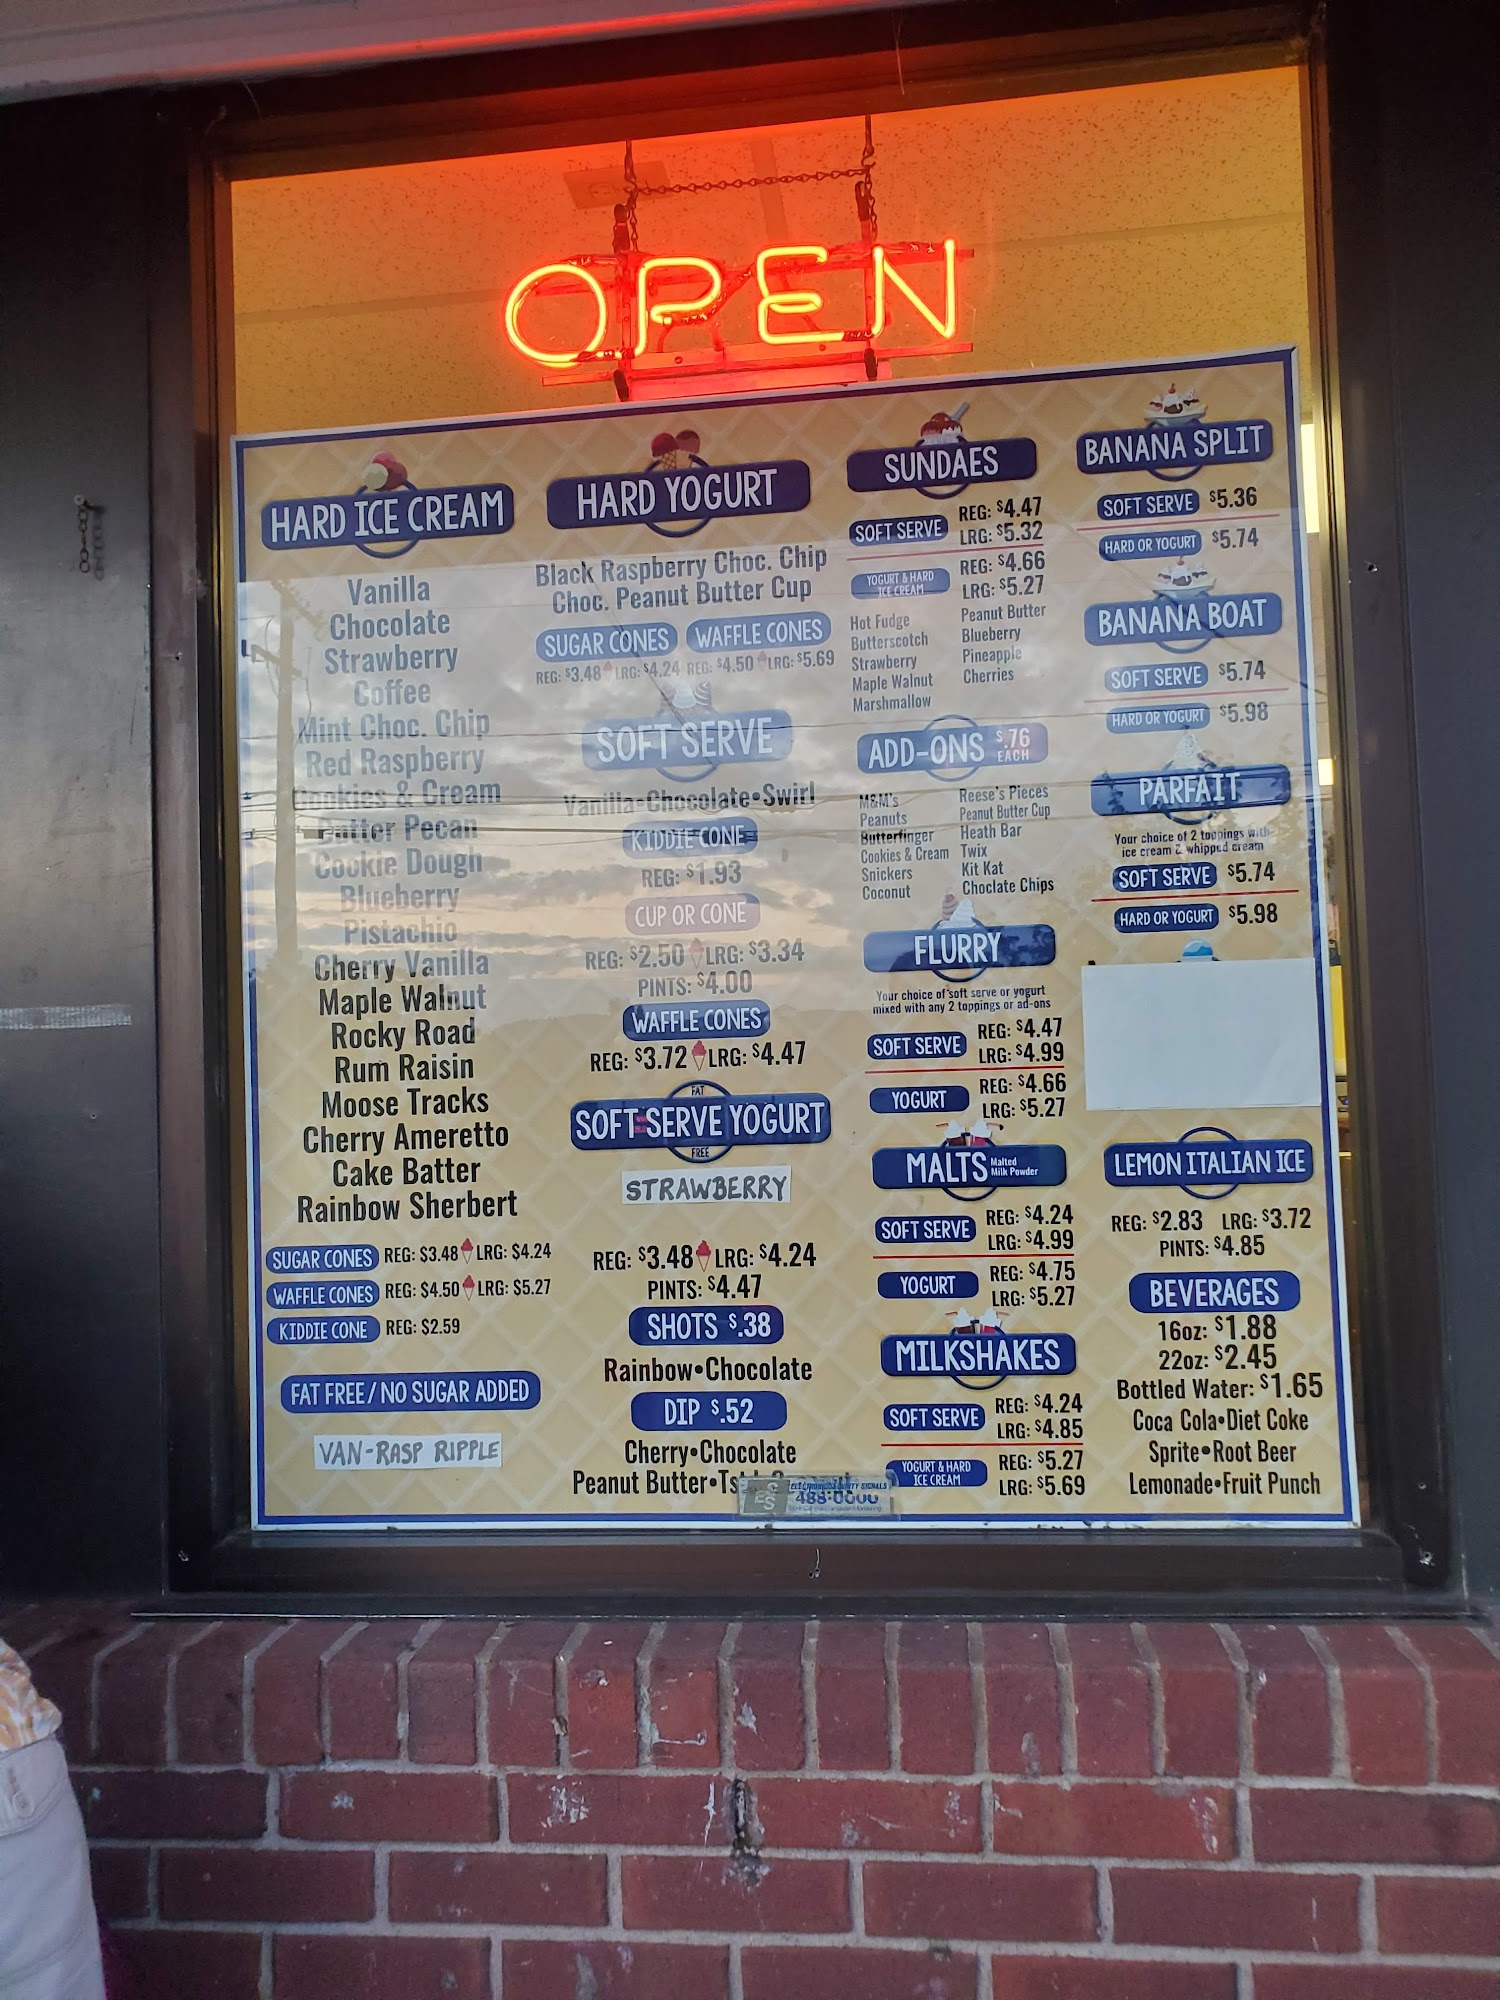 OPEN
HARD ICE CREAM
Vanilla
Chocolate
Strawberry
Coffee
Mint Choc. Chip
Red Raspberry
Cookies & Cream
Butter Pecan
Cookie Dough
Blueberry
Pistachio
Cherry Vanilla
Maple Walnut
Rocky Road
Rum Raisin
Moose Tracks
Cherry Ameretto
Cake Batter
Rainbow Sherbert
SUGAR CONES REG: $3.48 LRG: $4.24
WAFFLE CONES REG: $4.50 LRG: $5.27
KIDDIE CONE REG: $2.59
FAT FREE / NO SUGAR ADDED
VAN-RASP RIPPLE
HARD YOGURT
Black Raspberry Choc. Chip
Choc. Peanut Butter Cup
SUGAR CONES WAFFLE CONES
REG: $3.48 LRG: $4.24 REG: $4.50 LRG: $5.69
SOFT SERVE
Vanilla•Chocolate•Swirl
KIDDIE CONE
REG: $1.93
CUP OR CONE
REG: $2.50 LRG: $3.34
PINTS: $4.00
WAFFLE CONES
REG: $3.72 LRG: $4.47
FAT
SOFT SERVE YOGURT
FREE
STRAWBERRY
REG: $3.48 LRG: $4.24
PINTS: $4.47
SHOTS $.38
Rainbow•Chocolate
DIP $.52
Cherry•Chocolate
Peanut Butter•
488-0000
SUNDAES
SOFT SERVE REG: $4.47
LRG: $5.32
YOGURT & HARD ICE CREAM REG: $4.66
LRG: $5.27
Hot Fudge
Butterscotch
Strawberry
Maple Walnut
Marshmallow
Peanut Butter
Blueberry
Pineapple
Cherries
ADD-ONS $.76 EACH
M&M's
Peanuts
Butterfinger
Cookies & Cream
Snickers
Coconut
Reese's Pieces
Peanut Butter Cup
Heath Bar
Twix
Kit Kat
Choclate Chips
FLURRY
Your choice of soft serve or yogurt
mixed with any 2 toppings or ad-ons
SOFT SERVE REG: $4.47
LRG: $4.99
YOGURT REG: $4.66
LRG: $5.27
MALTS Malted Milk Powder
SOFT SERVE REG: $4.24
LRG: $4.99
YOGURT REG: $4.75
LRG: $5.27
MILKSHAKES
SOFT SERVE REG: $4.24
LRG: $4.85
YOGURT & HARD ICE CREAM REG: $5.27
LRG: $5.69
BANANA SPLIT
SOFT SERVE $5.36
HARD OR YOGURT $5.74
BANANA BOAT
SOFT SERVE $5.74
HARD OR YOGURT $5.98
PARFAIT
Your choice of 2 toppings with
ice cream & whipped cream
SOFT SERVE $5.74
HARD OR YOGURT $5.98
LEMON ITALIAN ICE
REG: $2.83 LRG: $3.72
PINTS: $4.85
BEVERAGES
16oz: $1.88
22oz: $2.45
Bottled Water: $1.65
Coca Cola•Diet Coke
Sprite•Root Beer
Lemonade•Fruit Punch